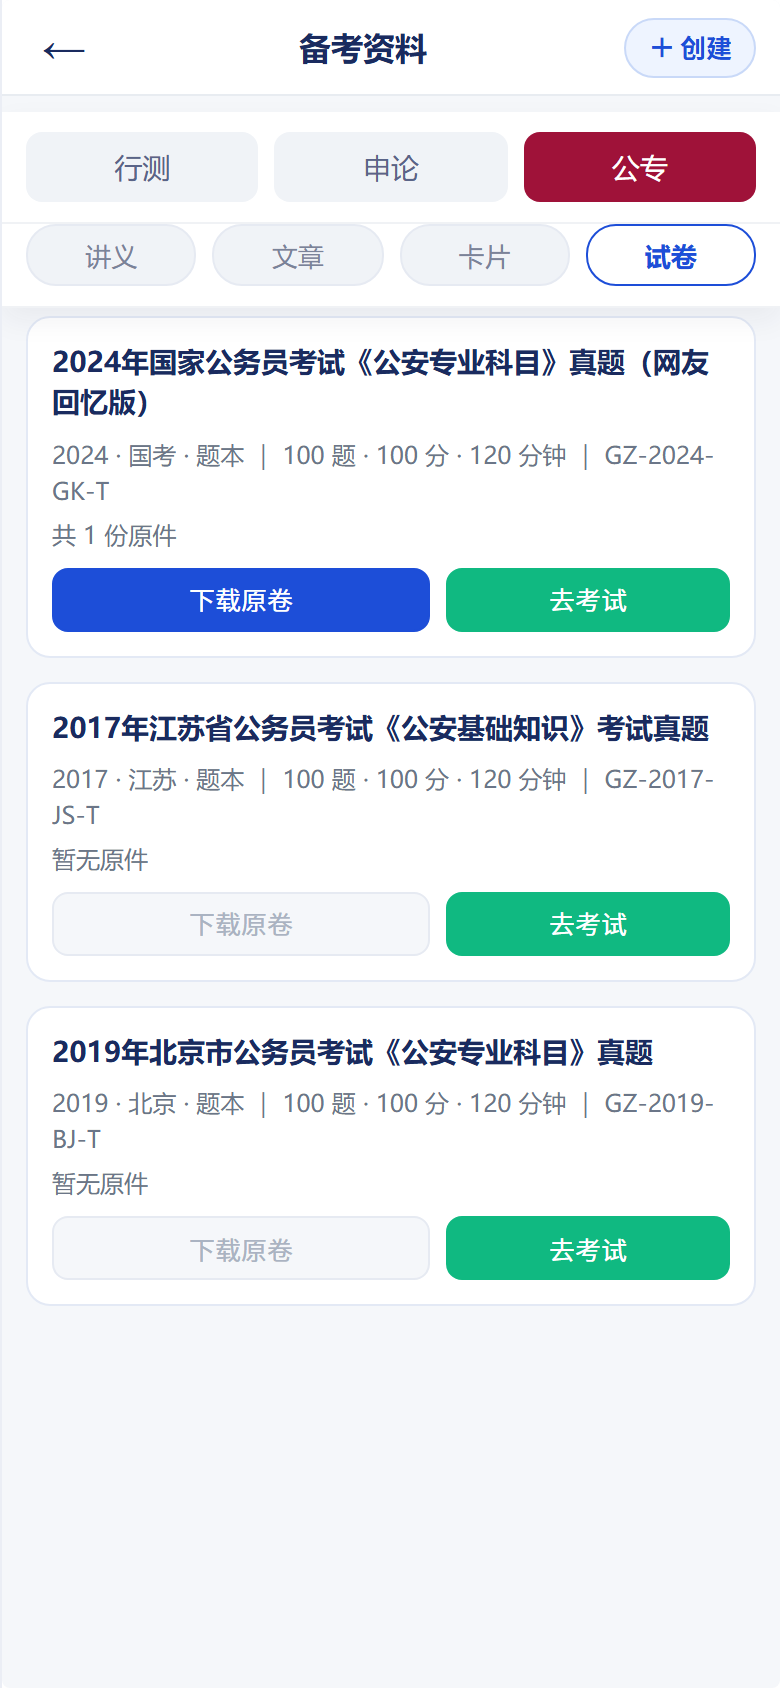 ← 备考资料 + 创建
行测 申论 公专
讲义 文章 卡片 试卷
2024年国家公务员考试《公安专业科目》真题（网友
回忆版）
2024 · 国考 · 题本 ｜ 100 题 · 100 分 · 120 分钟 ｜ GZ-2024-
GK-T
共 1 份原件
下载原卷 去考试
2017年江苏省公务员考试《公安基础知识》考试真题
2017 · 江苏 · 题本 ｜ 100 题 · 100 分 · 120 分钟 ｜ GZ-2017-
JS-T
暂无原件
下载原卷 去考试
2019年北京市公务员考试《公安专业科目》真题
2019 · 北京 · 题本 ｜ 100 题 · 100 分 · 120 分钟 ｜ GZ-2019-
BJ-T
暂无原件
下载原卷 去考试